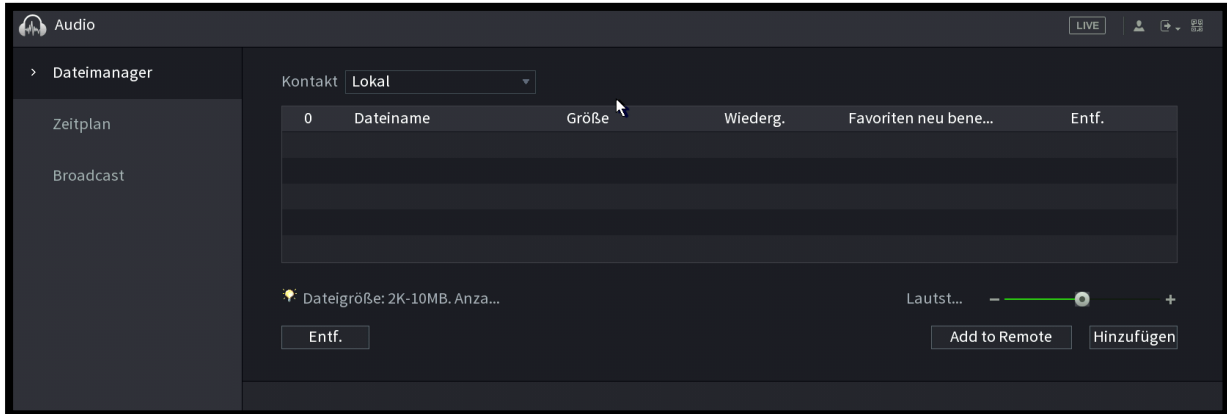 Audio
LIVE
Dateimanager
Zeitplan
Broadcast
Kontakt Lokal
0 Dateiname Größe Wiederg. Favoriten neu bene... Entf.
Dateigröße: 2K-10MB. Anza...
Lautst... − +
Entf. Add to Remote Hinzufügen